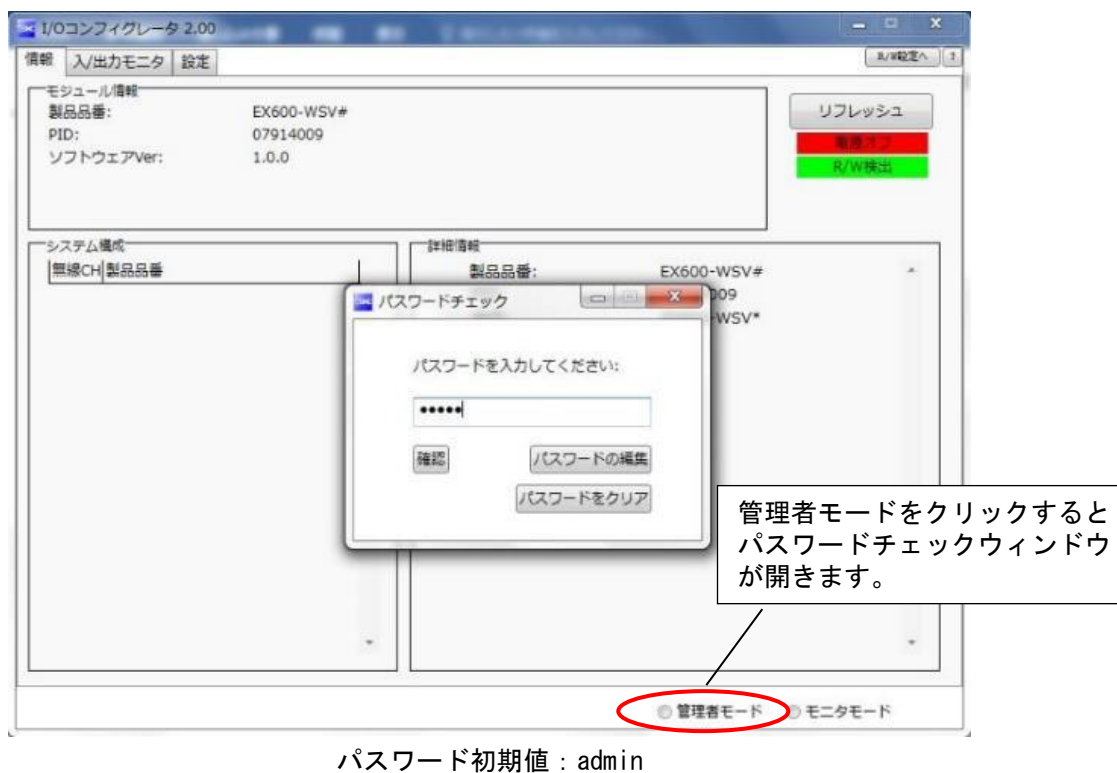 I/Oコンフィグレータ 2.00
情報 入/出力モニタ 設定
R/W設定へ ?
モジュール情報
製品品番: EX600-WSV#
PID: 07914009
ソフトウェアVer: 1.0.0
リフレッシュ
電源オフ
R/W検出
システム構成
無線CH 製品品番
詳細情報
製品品番: EX600-WSV#
009
-WSV*
パスワードチェック
パスワードを入力してください:
●●●●●
確認
パスワードの編集
パスワードをクリア
管理者モードをクリックすると
パスワードチェックウィンドウ
が開きます。
管理者モード モニタモード
パスワード初期値：admin